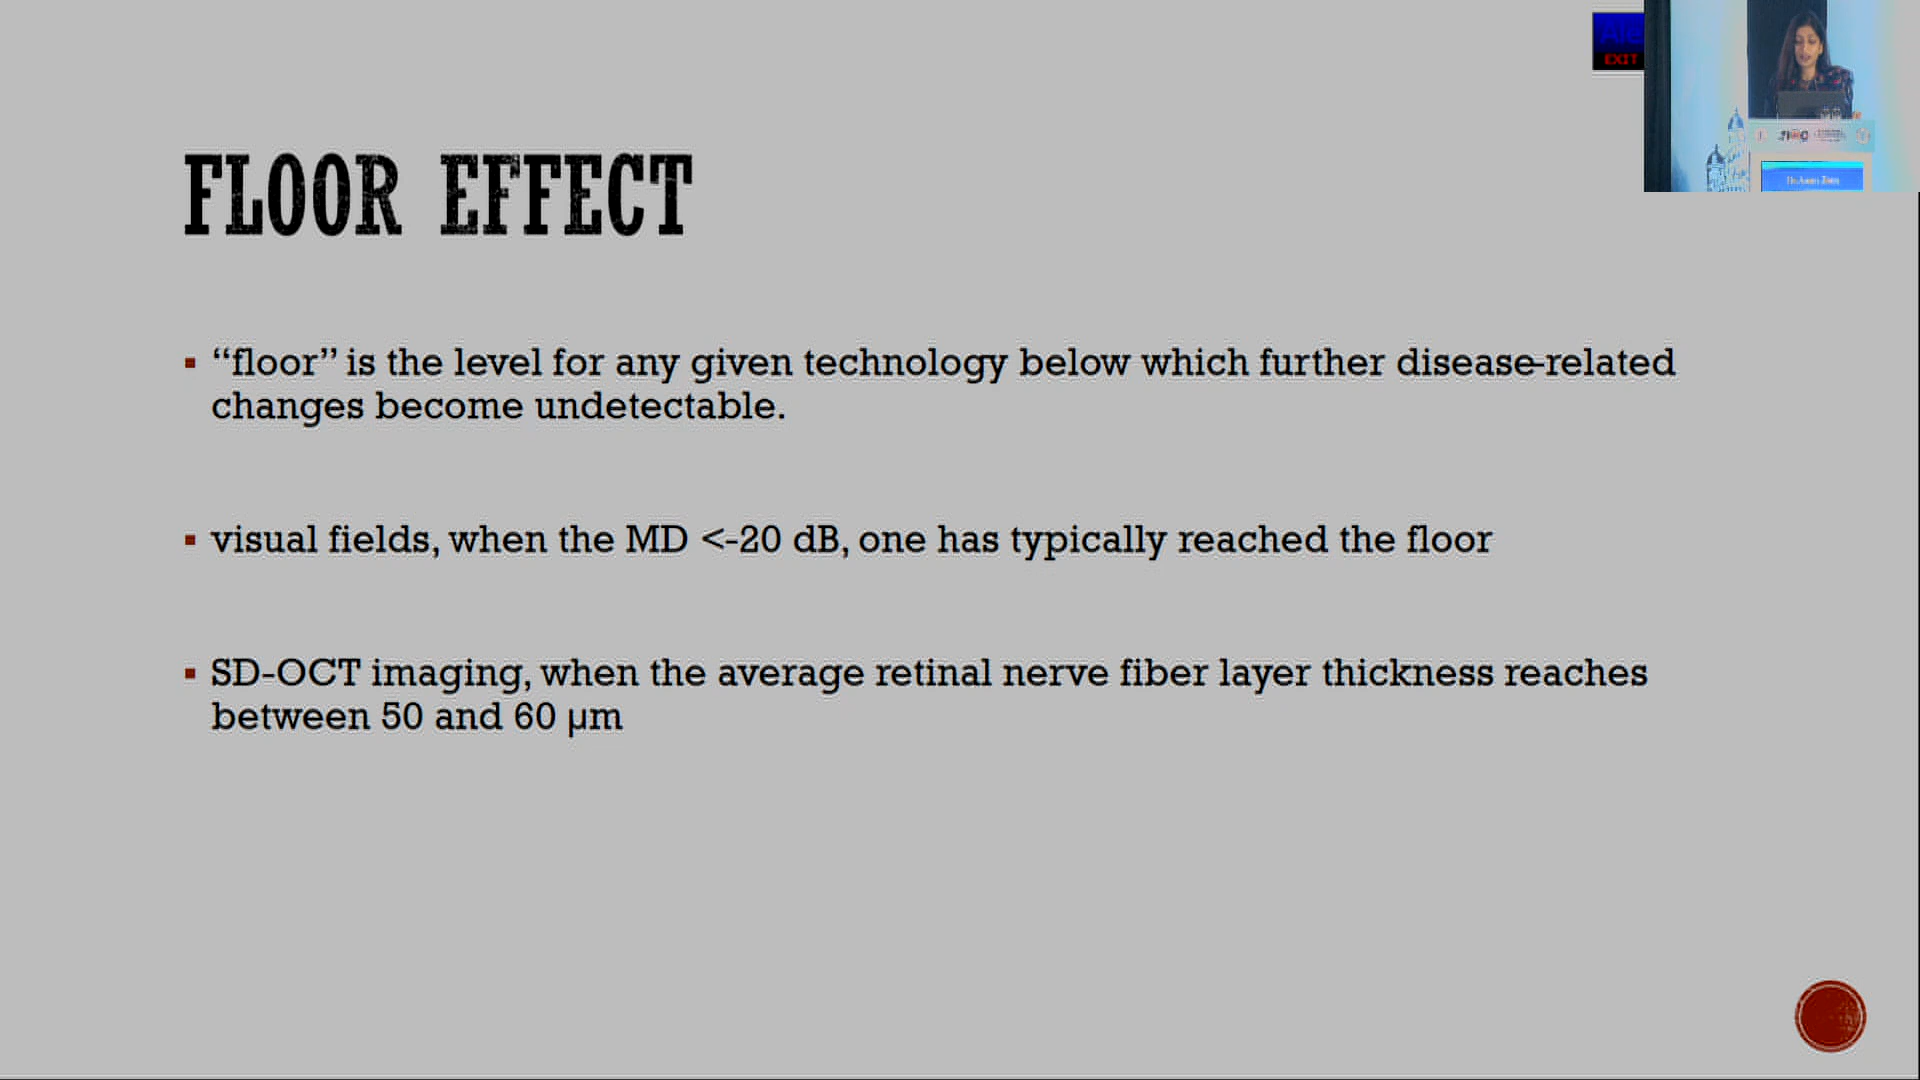 EXIT
FLOOR EFFECT
“floor” is the level for any given technology below which further disease-related
changes become undetectable.
visual fields, when the MD <-20 dB, one has typically reached the floor
SD-OCT imaging, when the average retinal nerve fiber layer thickness reaches
between 50 and 60 µm